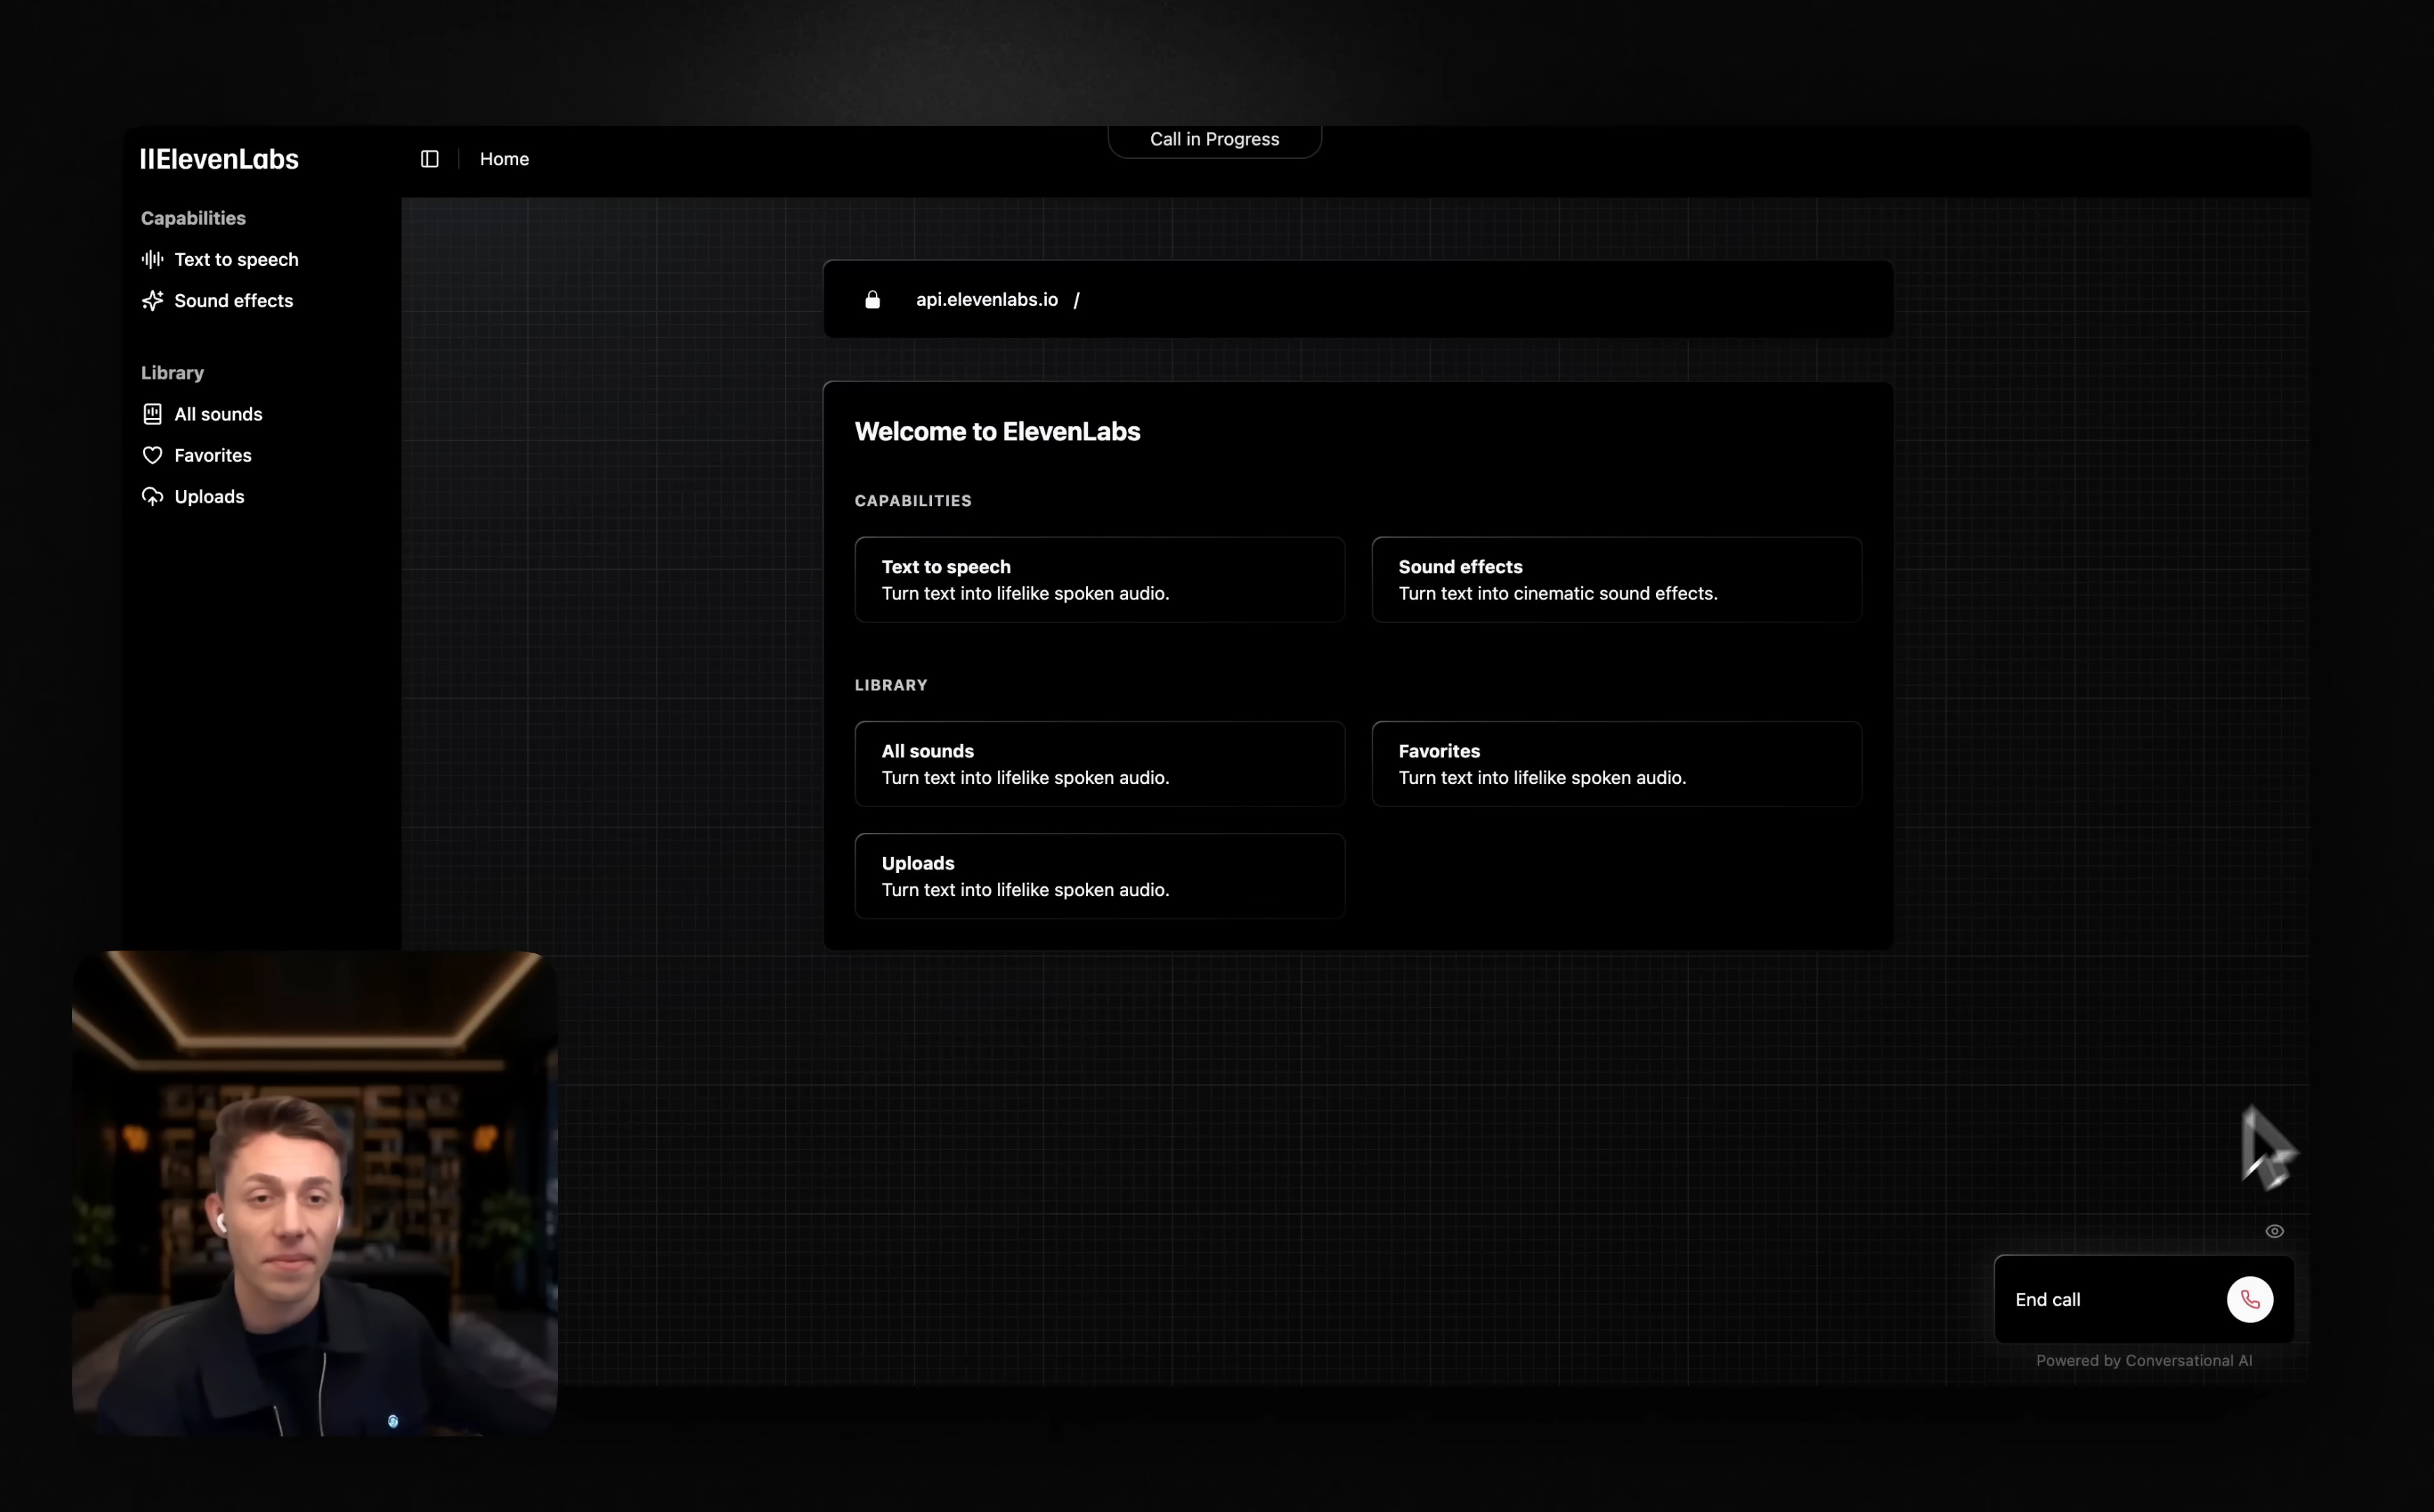 IIElevenLabs
Home
Call in Progress
Capabilities
Text to speech
Sound effects
Library
All sounds
Favorites
Uploads
api.elevenlabs.io /
Welcome to ElevenLabs
CAPABILITIES
Text to speech
Turn text into lifelike spoken audio.
Sound effects
Turn text into cinematic sound effects.
LIBRARY
All sounds
Turn text into lifelike spoken audio.
Favorites
Turn text into lifelike spoken audio.
Uploads
Turn text into lifelike spoken audio.
End call
Powered by Conversational AI